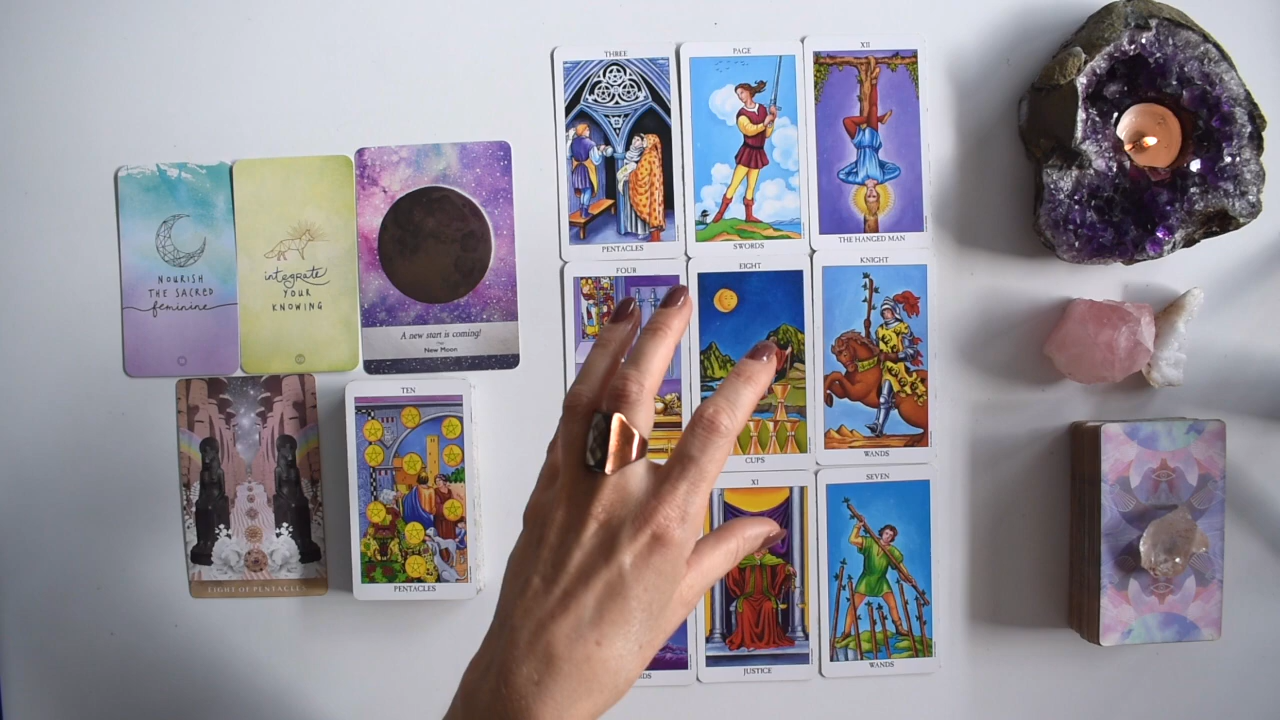 NOURISH
THE SACRED
feminine
integrate
YOUR
KNOWING
A new start is coming!
New Moon
EIGHT OF PENTACLES
TEN
PENTACLES
THREE
PENTACLES
PAGE
SWORDS
XII
THE HANGED MAN
FOUR
EIGHT
CUPS
KNIGHT
WANDS
XI
JUSTICE
SEVEN
WANDS